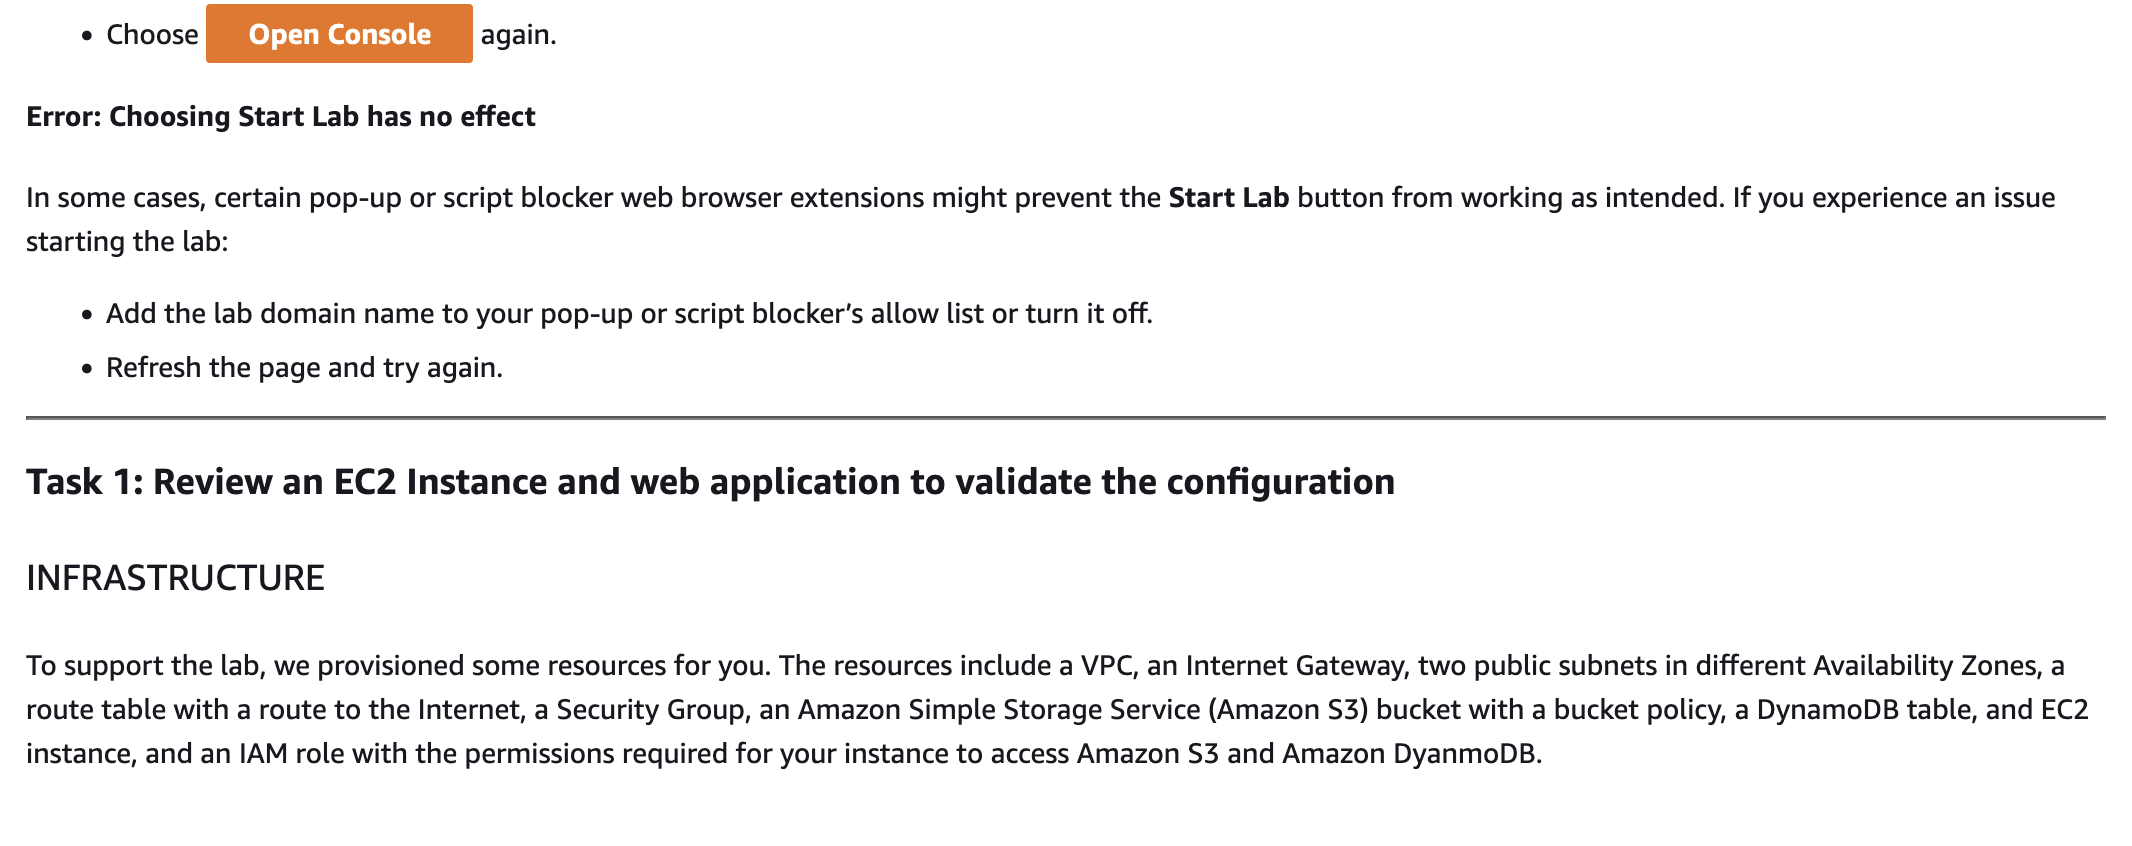 • Choose Open Console again.
Error: Choosing Start Lab has no effect
In some cases, certain pop-up or script blocker web browser extensions might prevent the Start Lab button from working as intended. If you experience an issue
starting the lab:
• Add the lab domain name to your pop-up or script blocker’s allow list or turn it off.
• Refresh the page and try again.
Task 1: Review an EC2 Instance and web application to validate the configuration
INFRASTRUCTURE
To support the lab, we provisioned some resources for you. The resources include a VPC, an Internet Gateway, two public subnets in different Availability Zones, a
route table with a route to the Internet, a Security Group, an Amazon Simple Storage Service (Amazon S3) bucket with a bucket policy, a DynamoDB table, and EC2
instance, and an IAM role with the permissions required for your instance to access Amazon S3 and Amazon DyanmoDB.